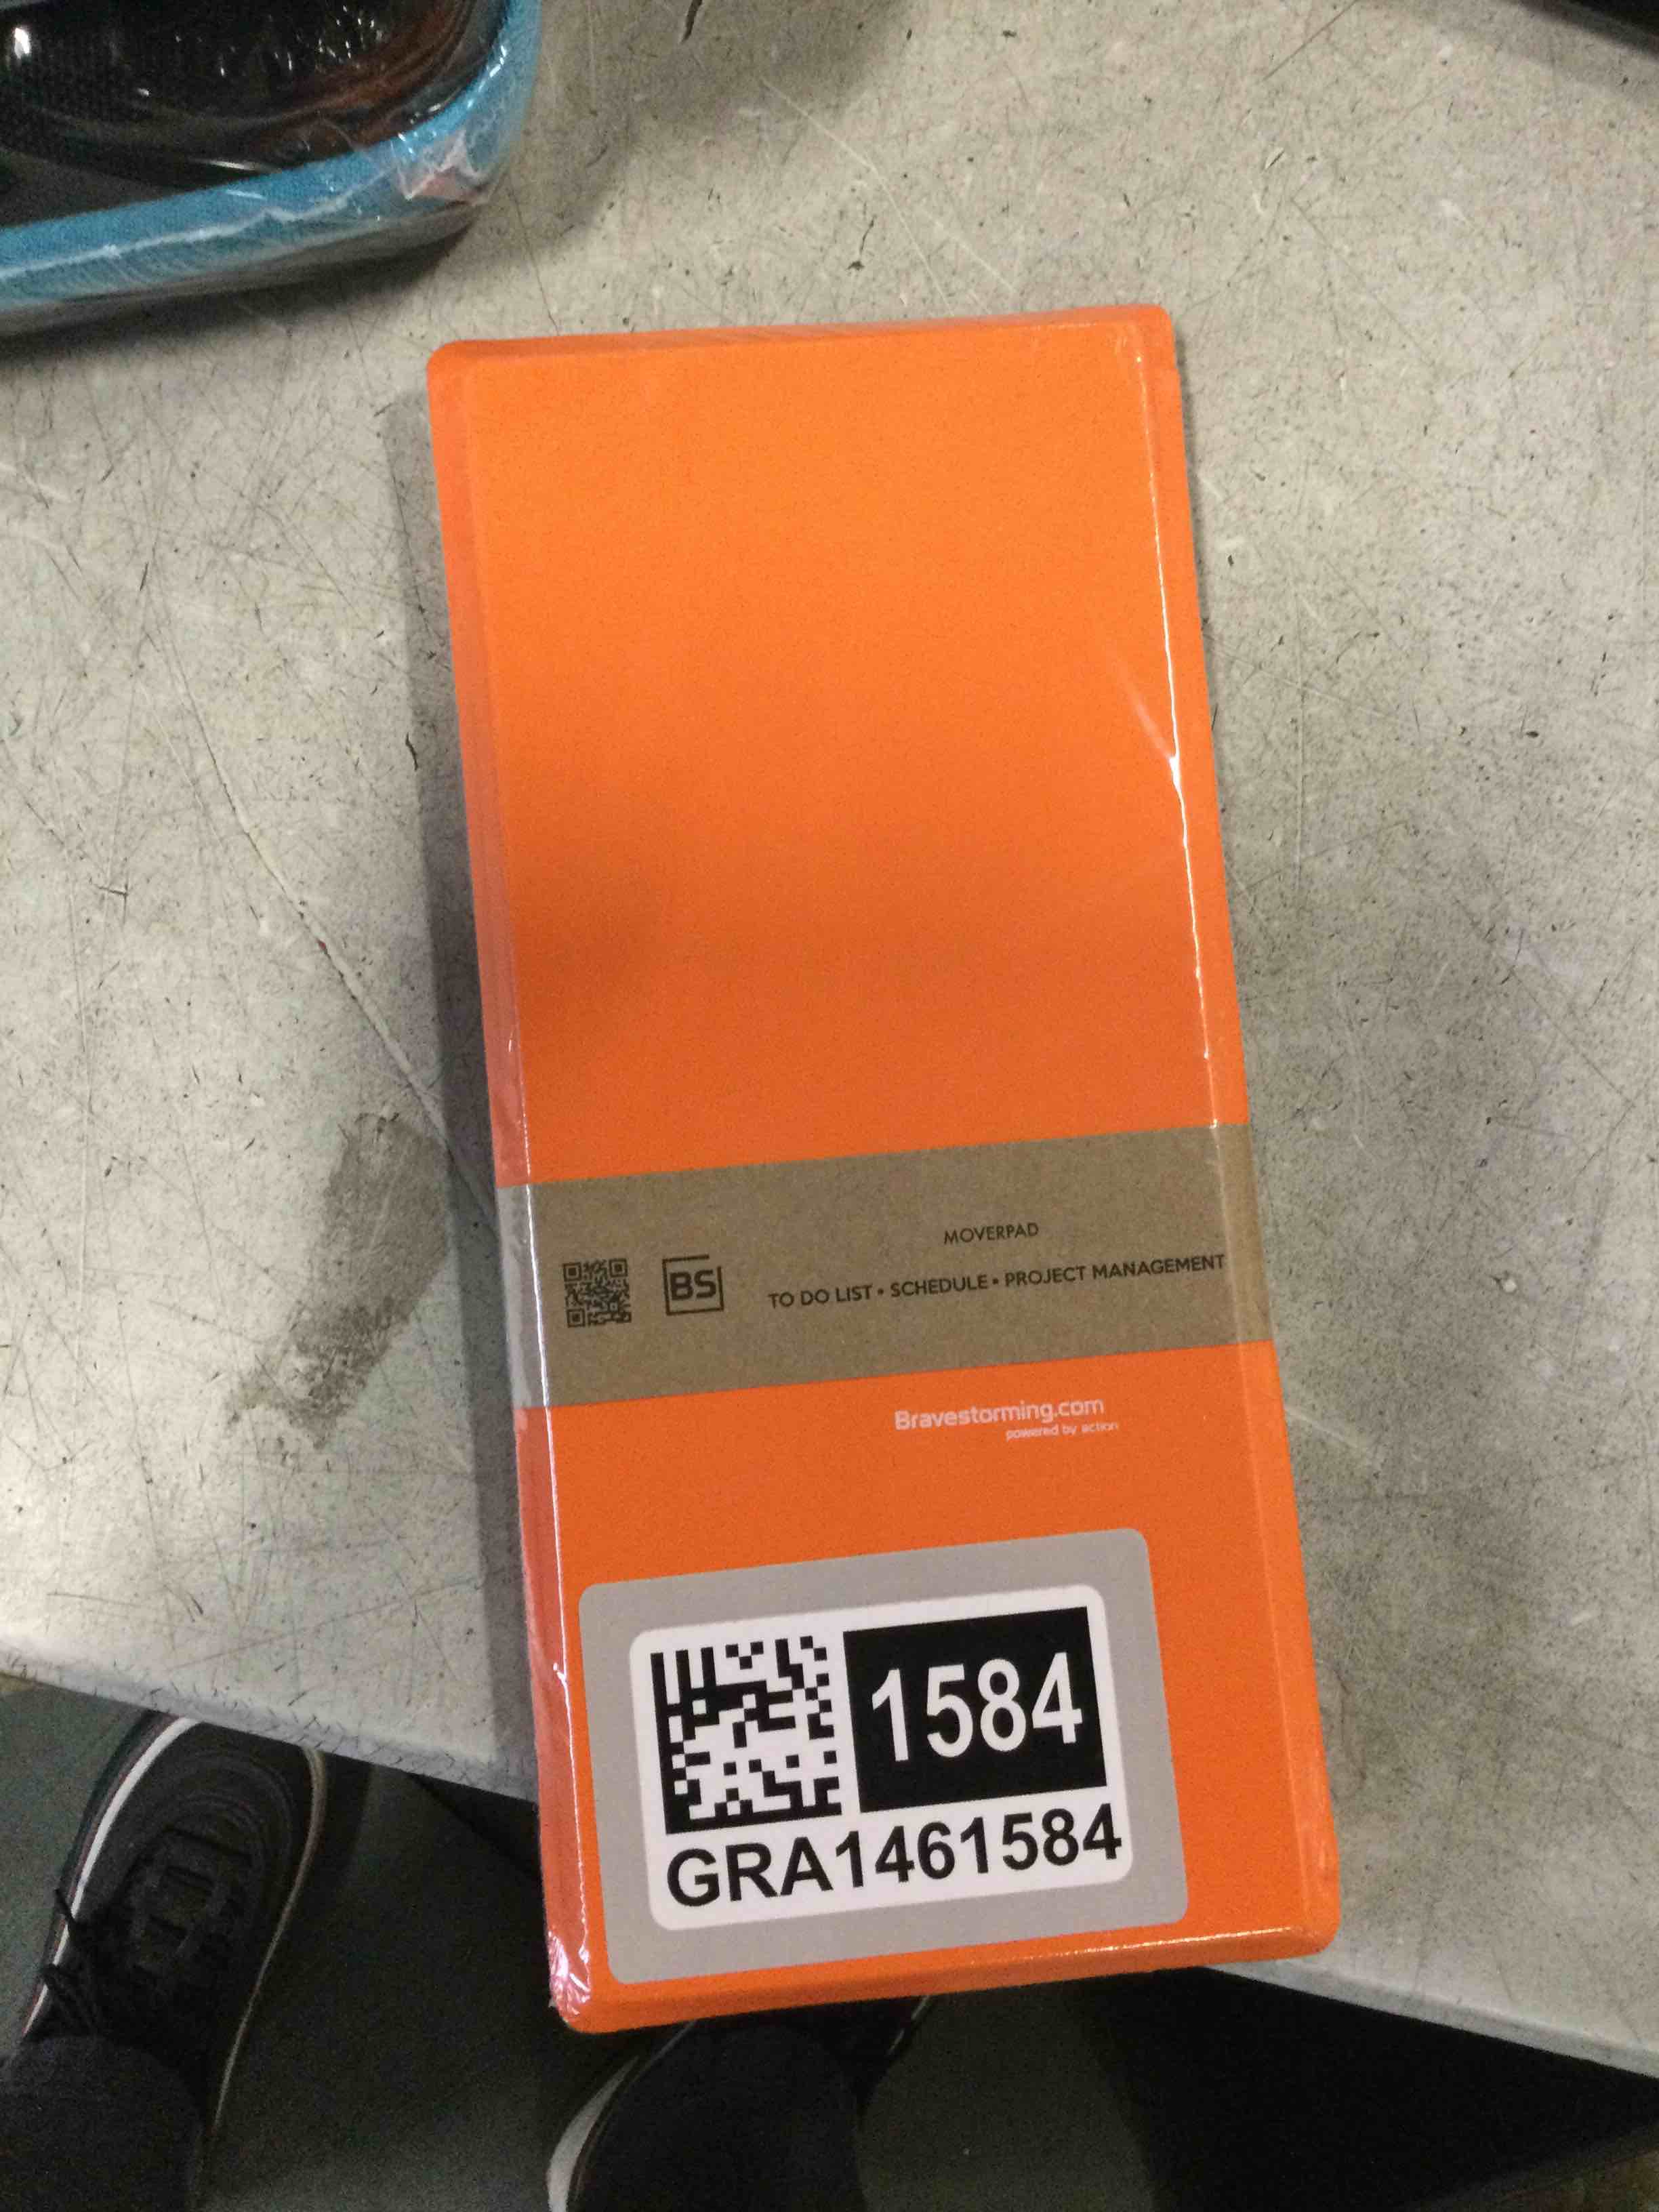 MOVERPAD
BS
TO DO LIST • SCHEDULE • PROJECT MANAGEMENT
Bravestorming.com
powered by action
1584
GRA1461584